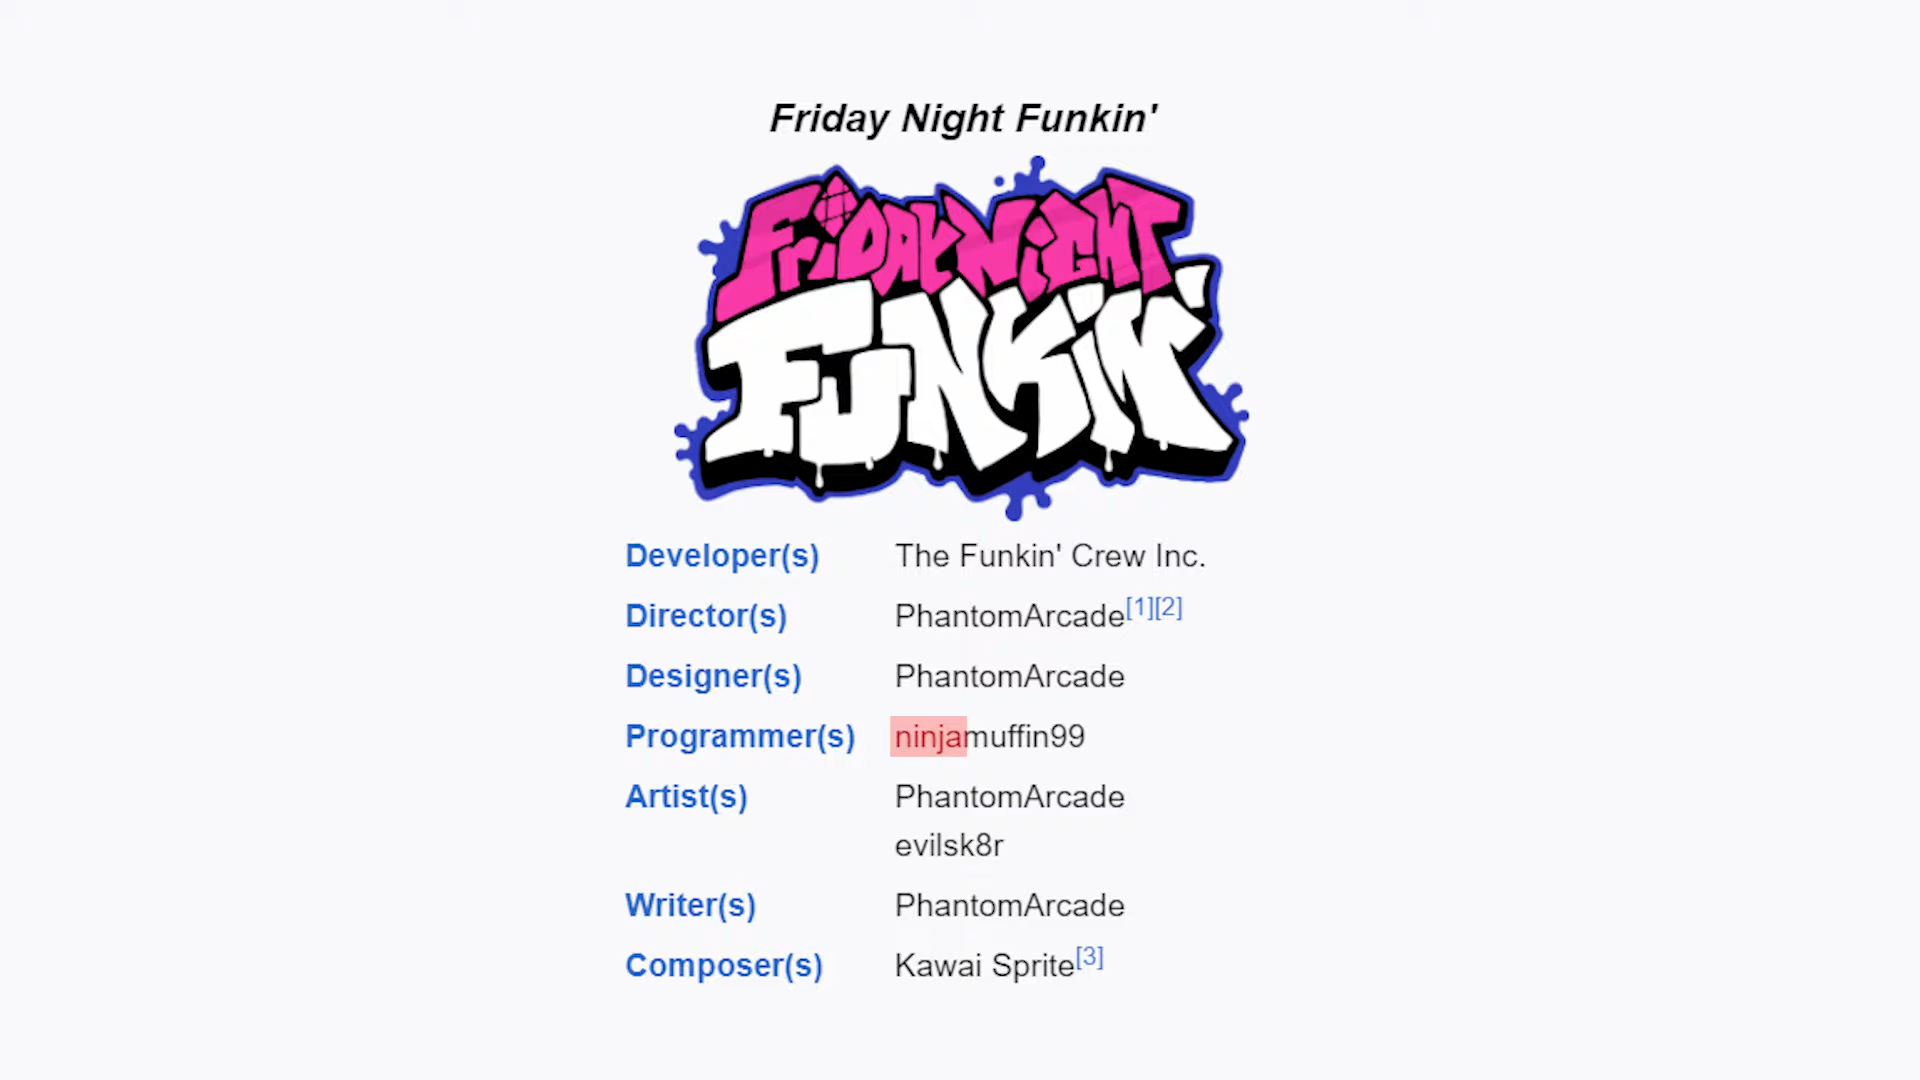 Friday Night Funkin'
FRiDAY NiGHT
FUNKiN'
Developer(s) The Funkin' Crew Inc.
Director(s) PhantomArcade[1][2]
Designer(s) PhantomArcade
Programmer(s) ninjamuffin99
Artist(s) PhantomArcade
evilsk8r
Writer(s) PhantomArcade
Composer(s) Kawai Sprite[3]